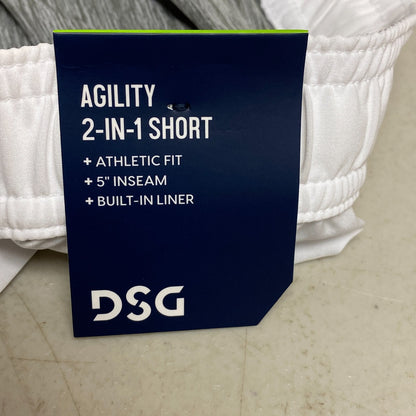 AGILITY
2-IN-1 SHORT
+ ATHLETIC FIT
+ 5" INSEAM
+ BUILT-IN LINER
DSG